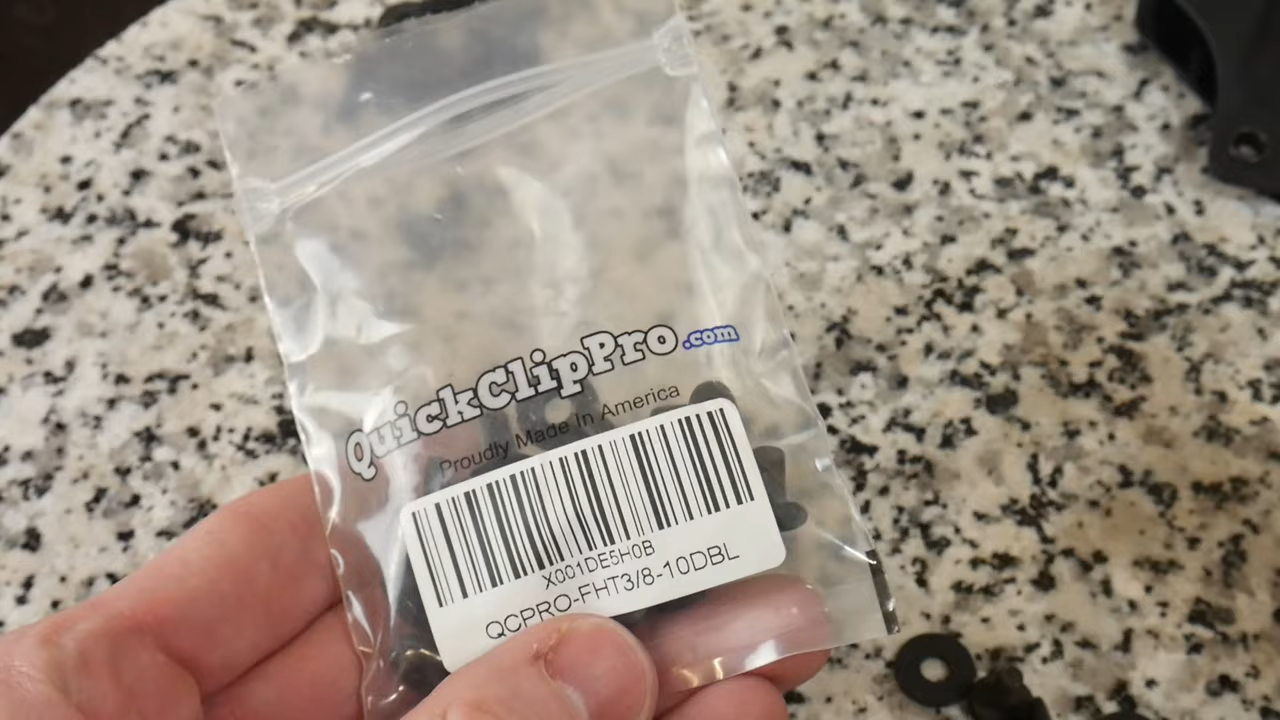 QuickClipPro.com
Proudly Made In America
X001DE5H0B
QCPRO-FHT3/8-10DBL